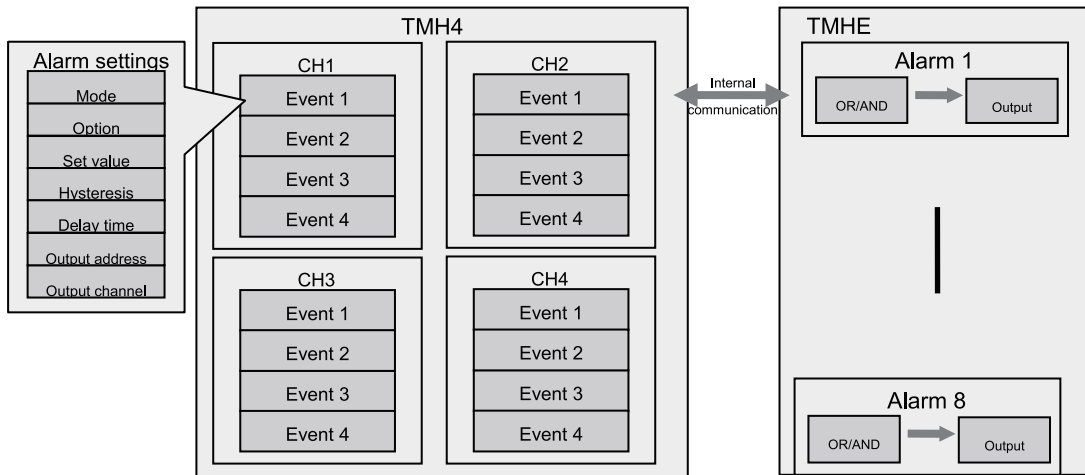 Alarm settings
Mode
Option
Set value
Hysteresis
Delay time
Output address
Output channel
TMH4
CH1
Event 1
Event 2
Event 3
Event 4
CH2
Event 1
Event 2
Event 3
Event 4
CH3
Event 1
Event 2
Event 3
Event 4
CH4
Event 1
Event 2
Event 3
Event 4
Internal
communication
TMHE
Alarm 1
OR/AND
Output
Alarm 8
OR/AND
Output